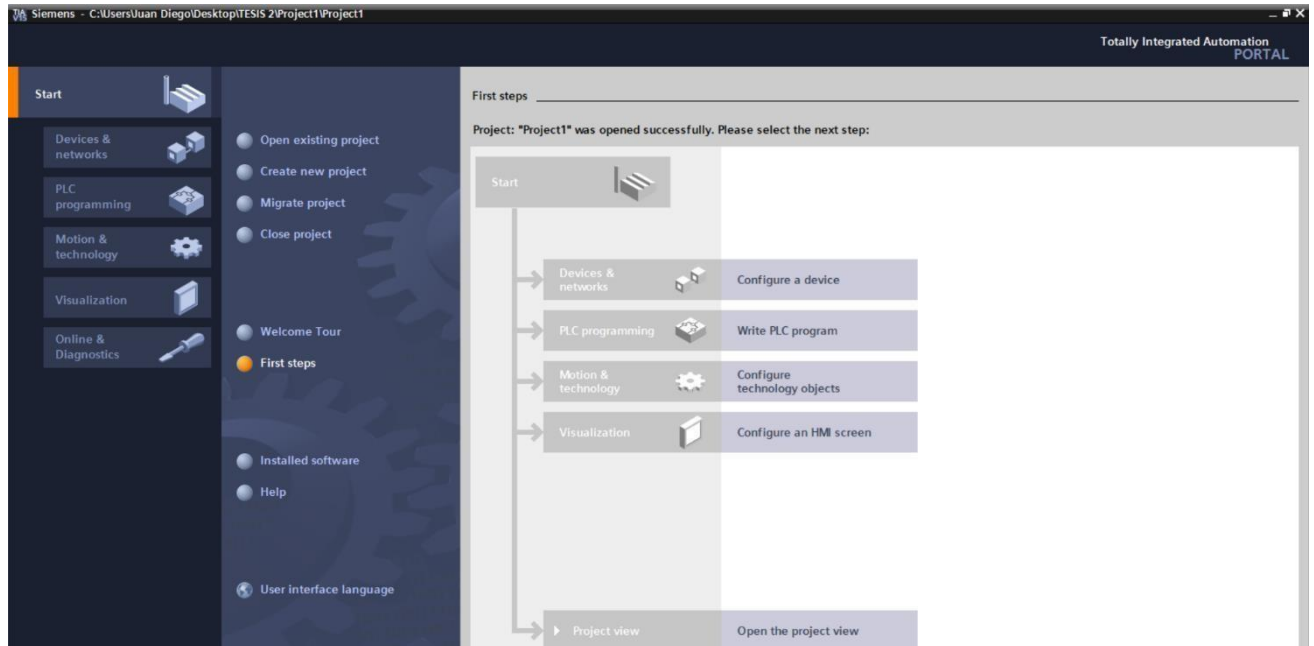 Siemens - C:\Users\Juan Diego\Desktop\TESIS 2\Project1\Project1
Totally Integrated Automation
PORTAL
Start
Devices &
networks
PLC
programming
Motion &
technology
Visualization
Online &
Diagnostics
Open existing project
Create new project
Migrate project
Close project
Welcome Tour
First steps
Installed software
Help
User interface language
First steps
Project: "Project1" was opened successfully. Please select the next step:
Start
Devices &
networks
Configure a device
PLC programming
Write PLC program
Motion &
technology
Configure
technology objects
Visualization
Configure an HMI screen
Project view
Open the project view